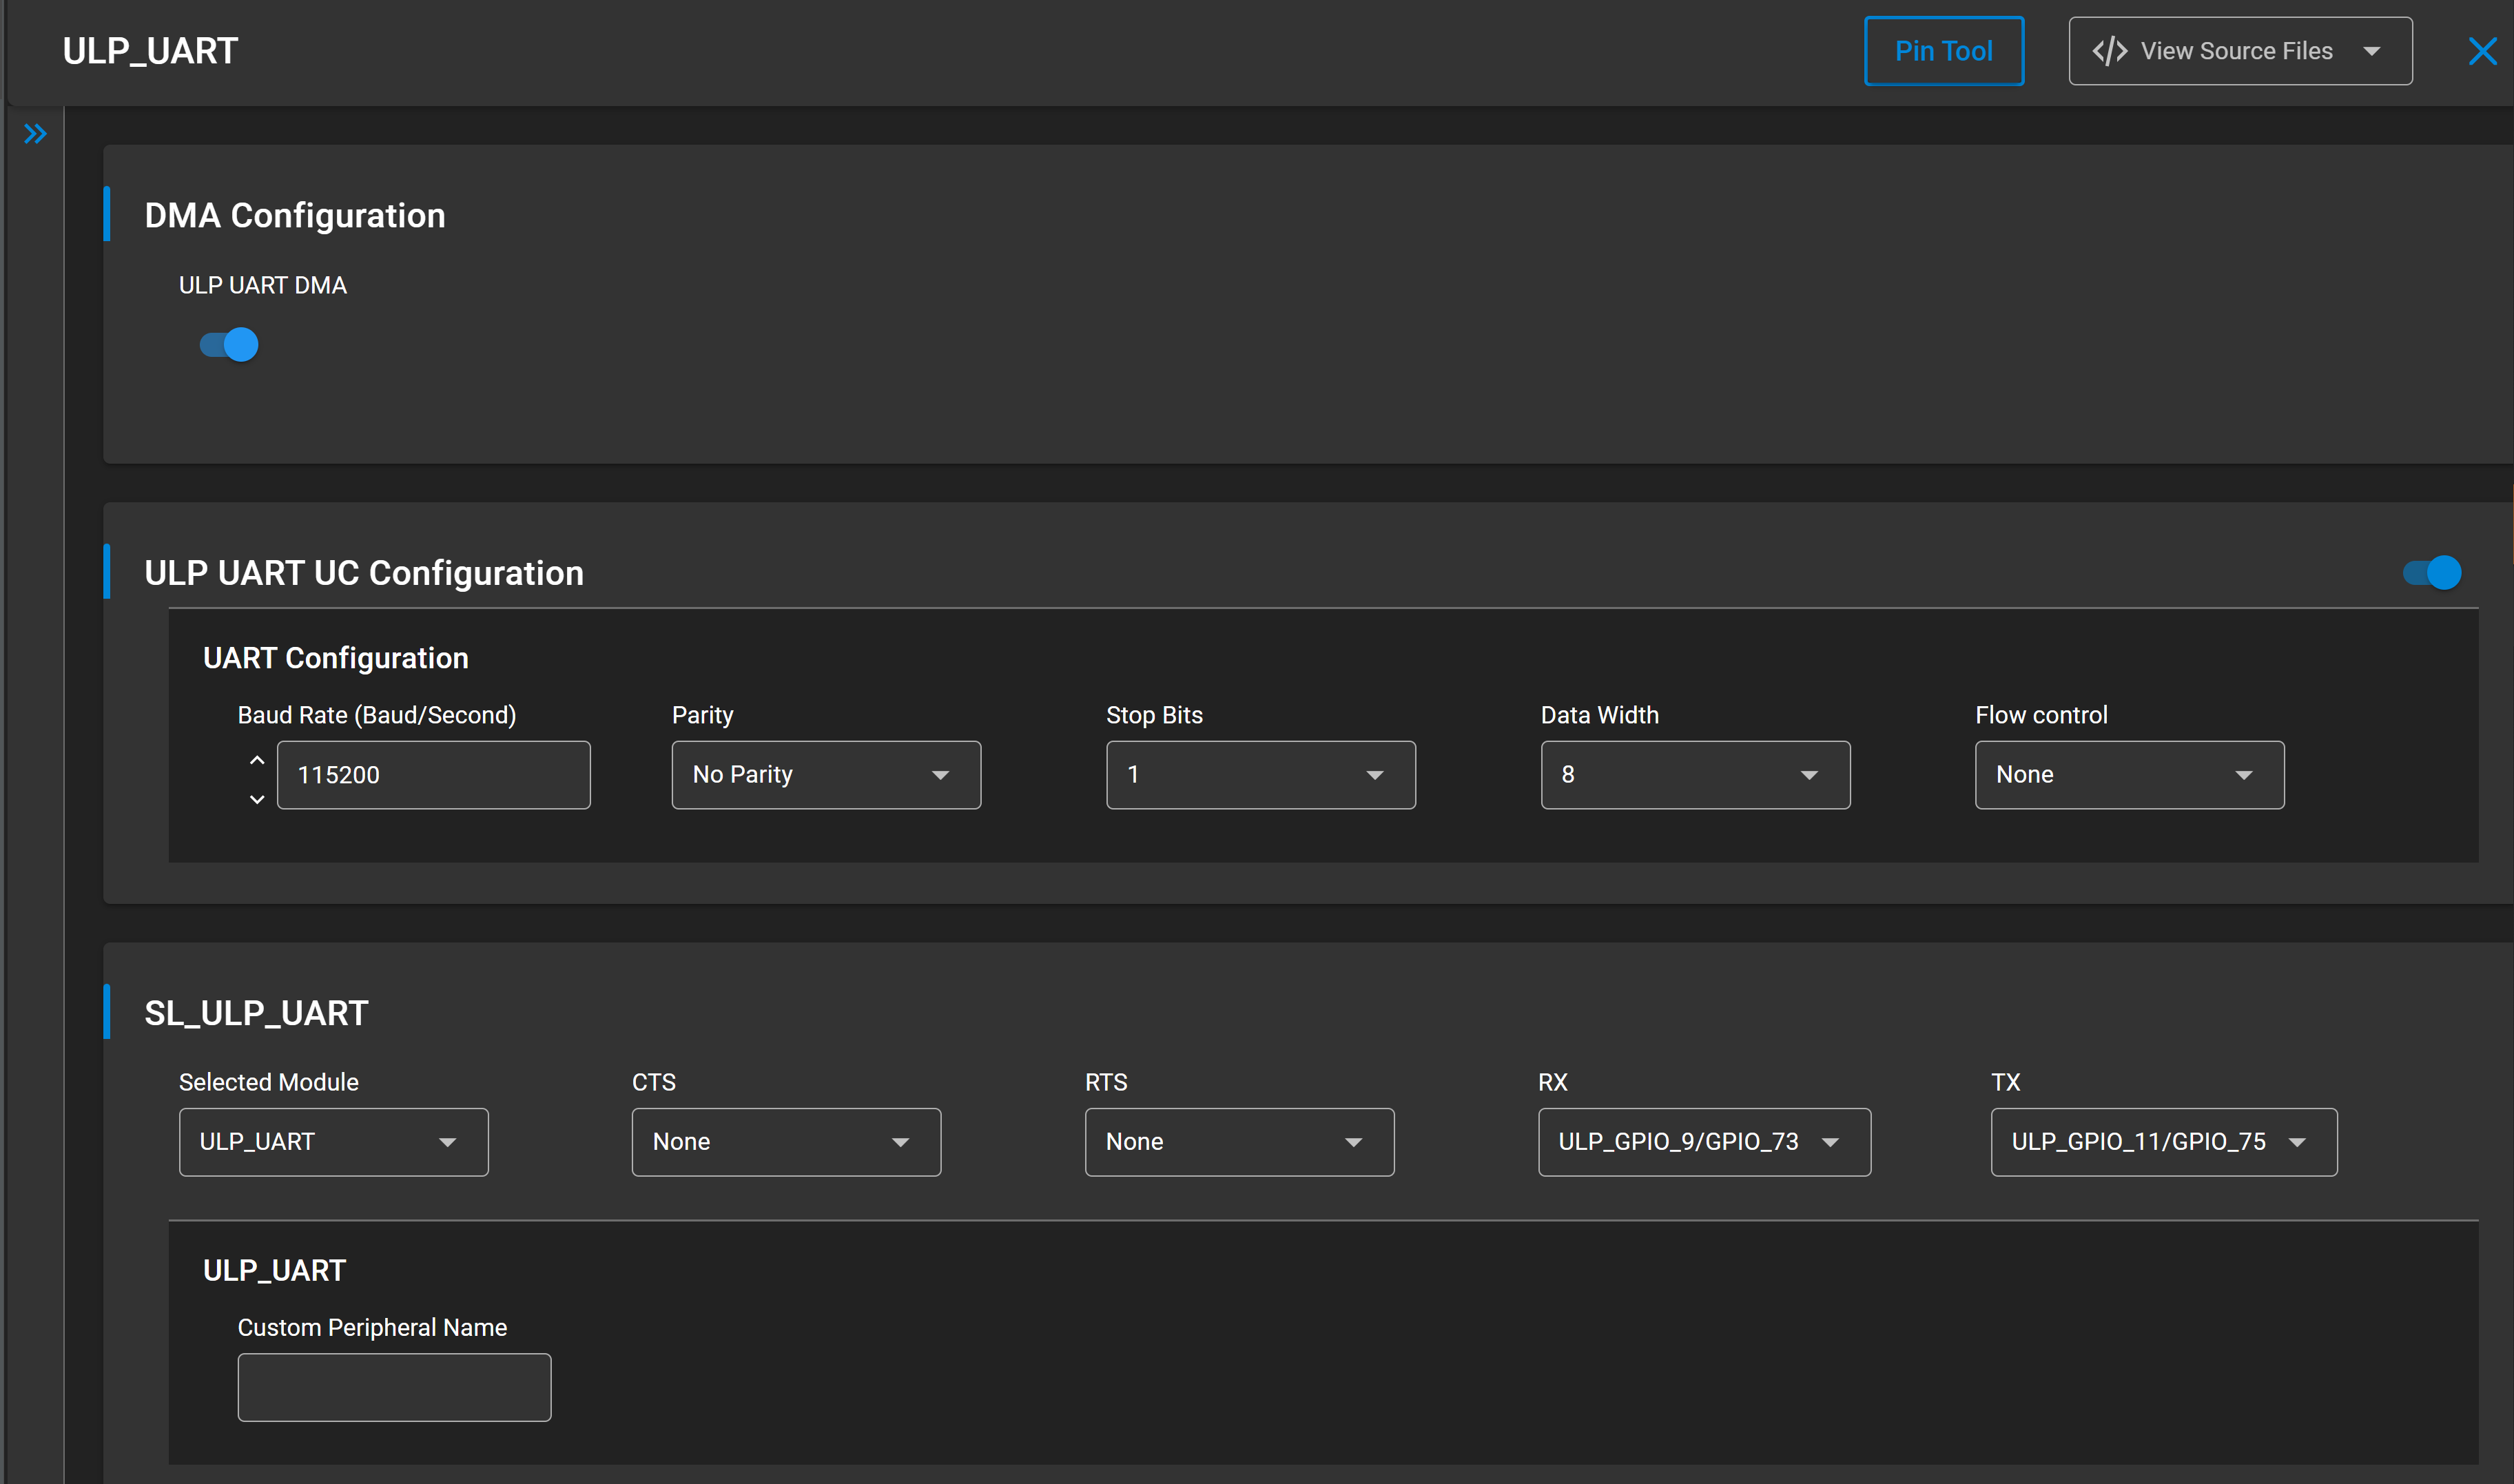 ULP_UART
Pin Tool
</> View Source Files
DMA Configuration
ULP UART DMA
ULP UART UC Configuration
UART Configuration
Baud Rate (Baud/Second) Parity Stop Bits Data Width Flow control
115200 No Parity 1 8 None
SL_ULP_UART
Selected Module CTS RTS RX TX
ULP_UART None None ULP_GPIO_9/GPIO_73 ULP_GPIO_11/GPIO_75
ULP_UART
Custom Peripheral Name